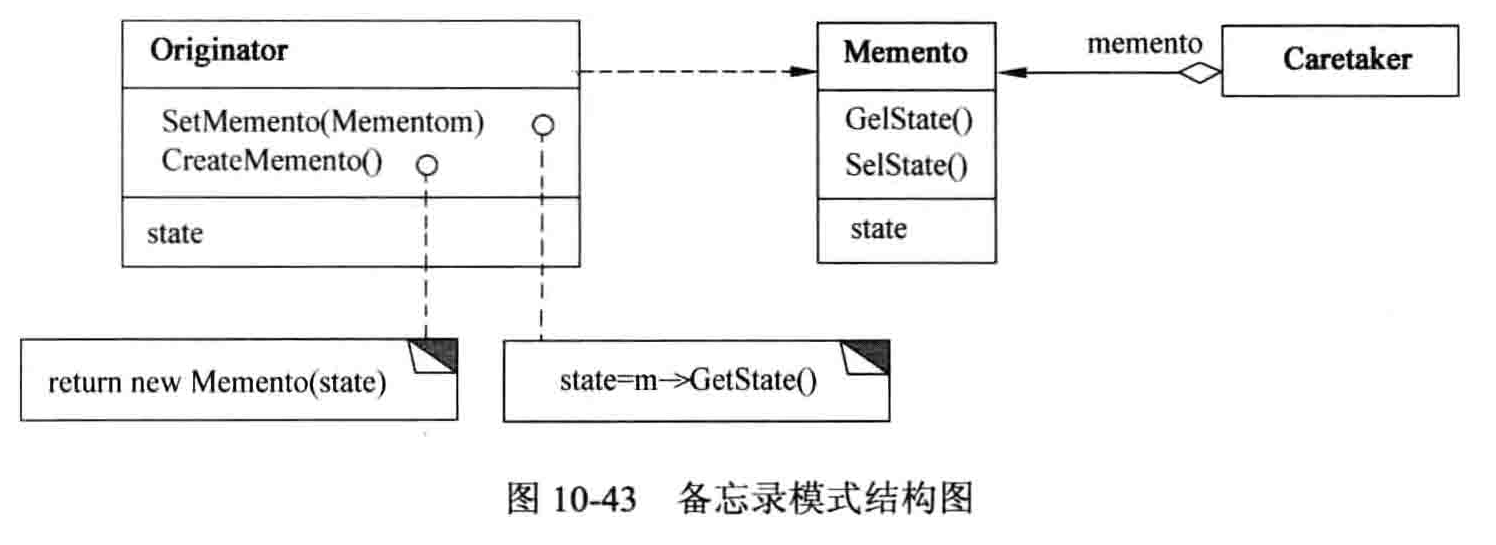 Originator
SetMemento(Mementom)
CreateMemento()
state
Memento
GelState()
SelState()
state
memento
Caretaker
return new Memento(state)
state=m->GetState()
图 10-43 备忘录模式结构图